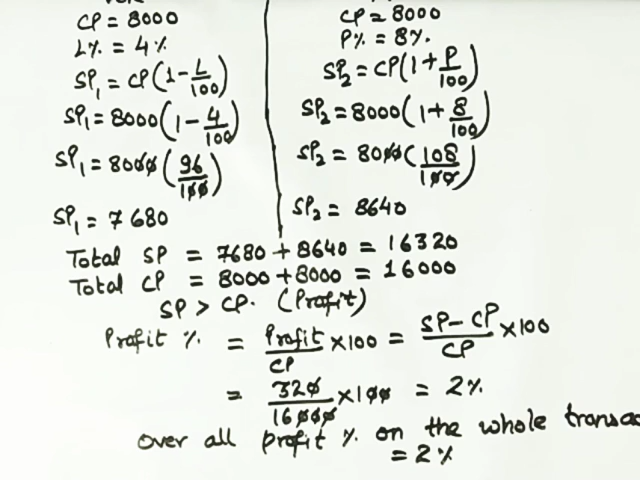 CP = 8000
L% = 4%
SP₁ = CP(1 - L/100)
SP₁ = 8000(1 - 4/100)
SP₁ = 8000(96/100)
SP₁ = 7680
CP = 8000
P% = 8%.
SP₂ = CP(1 + P/100)
SP₂ = 8000(1 + 8/100)
SP₂ = 8000(108/100)
SP₂ = 8640
Total SP = 7680 + 8640 = 16320
Total CP = 8000 + 8000 = 16000
SP > CP. (Profit)
Profit % = Profit/CP × 100 = SP - CP/CP × 100
= 320/16000 × 100 = 2%
over all profit % on the whole
= 2%